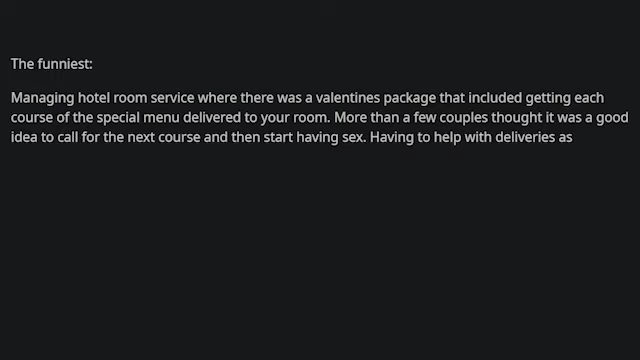 The funniest:
Managing hotel room service where there was a valentines package that included getting each
course of the special menu delivered to your room. More than a few couples thought it was a good
idea to call for the next course and then start having sex. Having to help with deliveries as